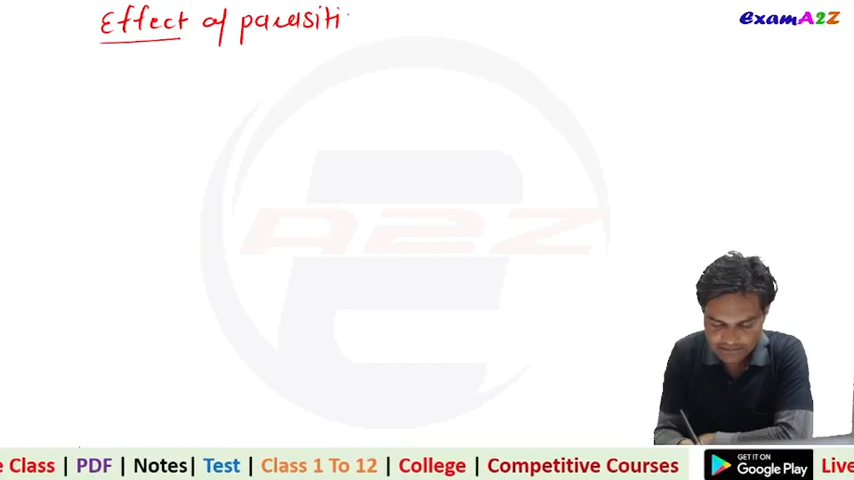 Effect of parasiti
ExamA2Z
A2Z
e Class | PDF | Notes| Test | Class 1 To 12 | College | Competitive Courses
GET IT ON
Google Play
Live